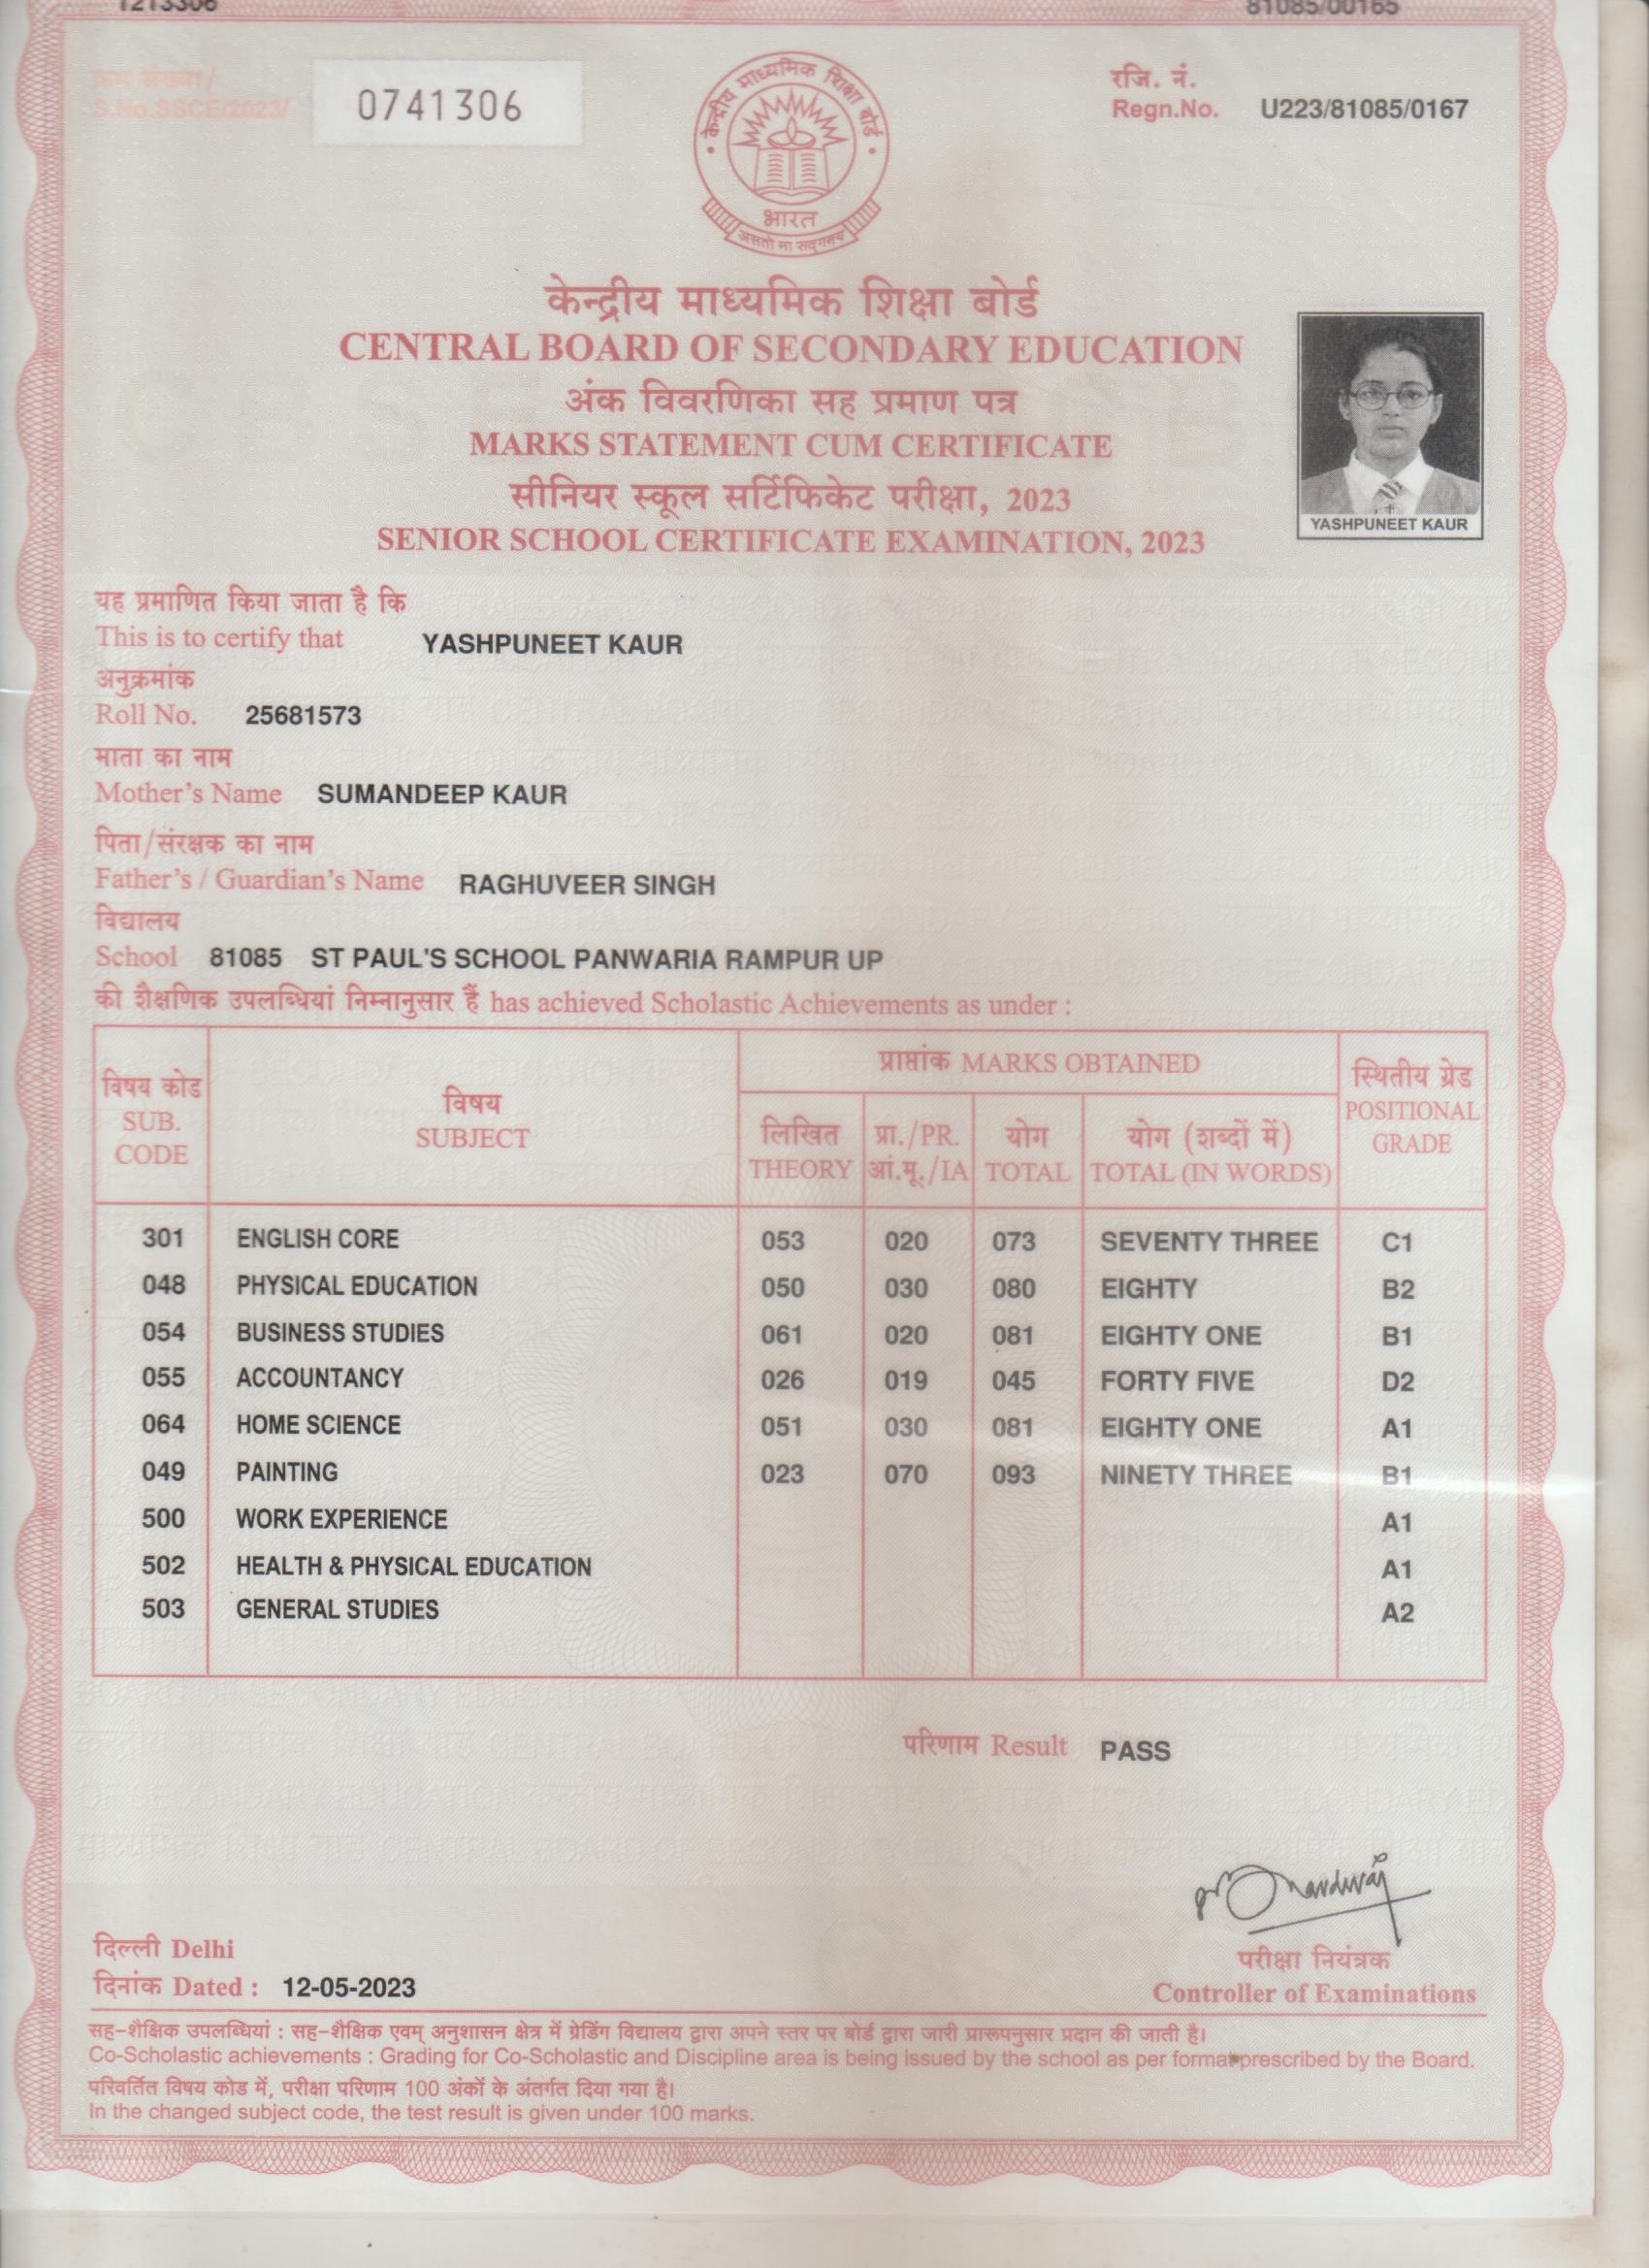 1213306 81085/00165
क्रम संख्या/
S.No.SSCE/2023/ 0741306
रजि. नं.
Regn.No. U223/81085/0167
केन्द्रीय माध्यमिक शिक्षा बोर्ड
भारत
असतो मा सद्गमय
केन्द्रीय माध्यमिक शिक्षा बोर्ड
CENTRAL BOARD OF SECONDARY EDUCATION
अंक विवरणिका सह प्रमाण पत्र
MARKS STATEMENT CUM CERTIFICATE
सीनियर स्कूल सर्टिफिकेट परीक्षा, 2023
SENIOR SCHOOL CERTIFICATE EXAMINATION, 2023
YASHPUNEET KAUR
यह प्रमाणित किया जाता है कि
This is to certify that YASHPUNEET KAUR
अनुक्रमांक
Roll No. 25681573
माता का नाम
Mother's Name SUMANDEEP KAUR
पिता/संरक्षक का नाम
Father's / Guardian's Name RAGHUVEER SINGH
विद्यालय
School 81085 ST PAUL'S SCHOOL PANWARIA RAMPUR UP
की शैक्षणिक उपलब्धियां निम्नानुसार हैं has achieved Scholastic Achievements as under :
विषय कोड
SUB.
CODE
विषय
SUBJECT
प्राप्तांक MARKS OBTAINED
लिखित
THEORY
प्रा./PR.
आं.मू./IA
योग
TOTAL
योग (शब्दों में)
TOTAL (IN WORDS)
स्थितीय ग्रेड
POSITIONAL
GRADE
301 ENGLISH CORE 053 020 073 SEVENTY THREE C1
048 PHYSICAL EDUCATION 050 030 080 EIGHTY B2
054 BUSINESS STUDIES 061 020 081 EIGHTY ONE B1
055 ACCOUNTANCY 026 019 045 FORTY FIVE D2
064 HOME SCIENCE 051 030 081 EIGHTY ONE A1
049 PAINTING 023 070 093 NINETY THREE B1
500 WORK EXPERIENCE A1
502 HEALTH & PHYSICAL EDUCATION A1
503 GENERAL STUDIES A2
परिणाम Result PASS
दिल्ली Delhi
दिनांक Dated : 12-05-2023
परीक्षा नियंत्रक
Controller of Examinations
सह-शैक्षिक उपलब्धियां : सह-शैक्षिक एवम् अनुशासन क्षेत्र में ग्रेडिंग विद्यालय द्वारा अपने स्तर पर बोर्ड द्वारा जारी प्रारूपनुसार प्रदान की जाती है।
Co-Scholastic achievements : Grading for Co-Scholastic and Discipline area is being issued by the school as per format prescribed by the Board.
परिवर्तित विषय कोड में, परीक्षा परिणाम 100 अंकों के अंतर्गत दिया गया है।
In the changed subject code, the test result is given under 100 marks.